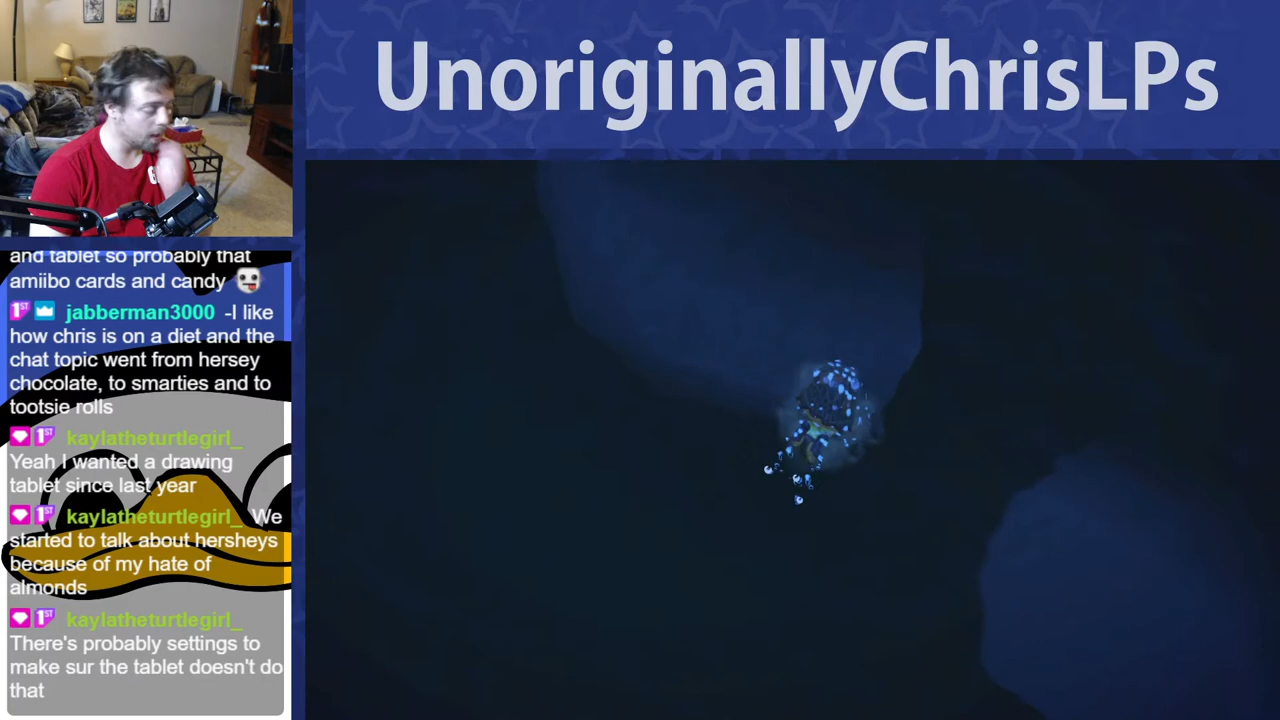 UnoriginallyChrisLPs
and tablet so probably that
amiibo cards and candy
jabberman3000 -I like
how chris is on a diet and the
chat topic went from hersey
chocolate, to smarties and to
tootsie rolls
kaylatheturtlegirl_
Yeah I wanted a drawing
tablet since last year
kaylatheturtlegirl_ We
started to talk about hersheys
because of my hate of
almonds
kaylatheturtlegirl_
There's probably settings to
make sur the tablet doesn't do
that